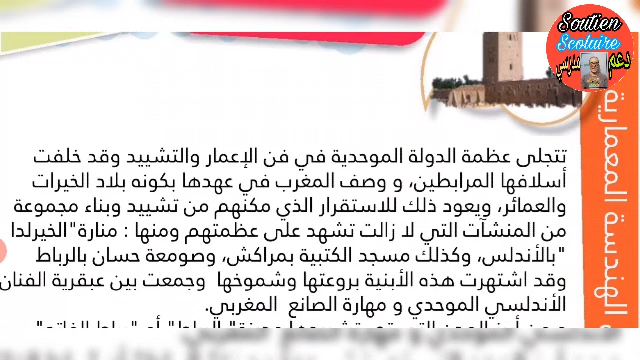 Soutien
Scolaire
دعم مدرسي
الهندسة المعمارية
تتجلى عظمة الدولة الموحدية في فن الإعمار والتشييد وقد خلفت
أسلافها المرابطين، و وصف المغرب في عهدها بكونه بلاد الخيرات
والعمائر، ويعود ذلك للاستقرار الذي مكنهم من تشييد وبناء مجموعة
من المنشآت التي لا زالت تشهد على عظمتهم ومنها : منارة"الخيرلدا
"بالأندلس، وكذلك مسجد الكتبية بمراكش، وصومعة حسان بالرباط
وقد اشتهرت هذه الأبنية بروعتها وشموخها وجمعت بين عبقرية الفنان
الأندلسي الموحدي و مهارة الصانع المغربي.